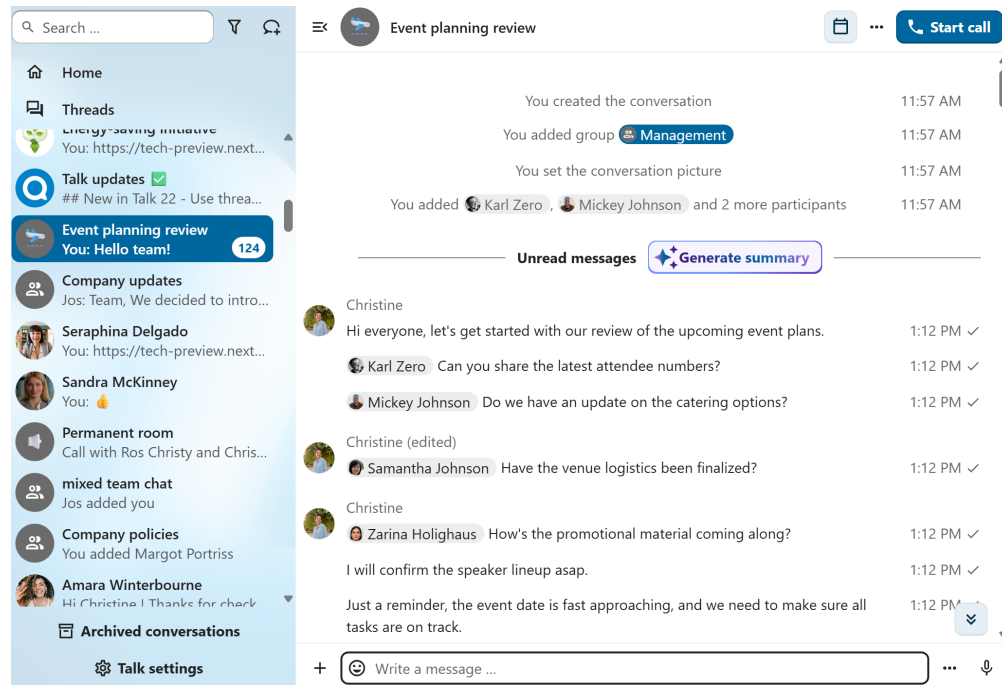 Search ...
Home
Threads
Energy-saving initiative
You: https://tech-preview.next...
Talk updates ✅
## New in Talk 22 - Use threa...
Event planning review
You: Hello team!
124
Company updates
Jos: Team, We decided to intro...
Seraphina Delgado
You: https://tech-preview.next...
Sandra McKinney
You: 👍
Permanent room
Call with Ros Christy and Chris...
mixed team chat
Jos added you
Company policies
You added Margot Portriss
Amara Winterbourne
Hi Christine ! Thanks for check
Archived conversations
Talk settings
Event planning review
Start call
You created the conversation 11:57 AM
You added group Management 11:57 AM
You set the conversation picture 11:57 AM
You added Karl Zero , Mickey Johnson and 2 more participants 11:57 AM
Unread messages Generate summary
Christine
Hi everyone, let's get started with our review of the upcoming event plans. 1:12 PM
Karl Zero Can you share the latest attendee numbers? 1:12 PM
Mickey Johnson Do we have an update on the catering options? 1:12 PM
Christine (edited)
Samantha Johnson Have the venue logistics been finalized? 1:12 PM
Christine
Zarina Holighaus How's the promotional material coming along? 1:12 PM
I will confirm the speaker lineup asap. 1:12 PM
Just a reminder, the event date is fast approaching, and we need to make sure all 1:12 PM
tasks are on track.
Write a message ...